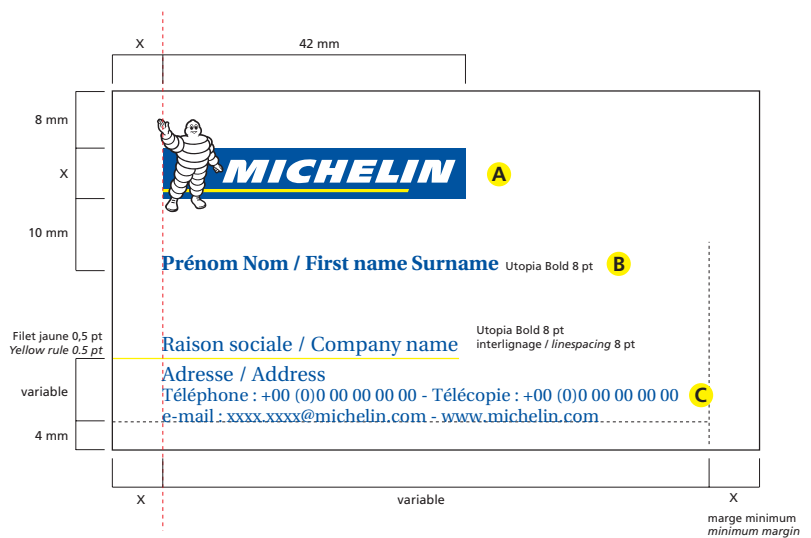 X
42 mm
8 mm
MICHELIN
X
A
10 mm
Prénom Nom / First name Surname Utopia Bold 8 pt B
Filet jaune 0,5 pt
Yellow rule 0.5 pt
Raison sociale / Company name
Utopia Bold 8 pt
interlignage / linespacing 8 pt
Adresse / Address
variable
Téléphone : +00 (0)0 00 00 00 00 - Télécopie : +00 (0)0 00 00 00 00 C
e-mail : xxxx.xxxx@michelin.com - www.michelin.com
4 mm
X
variable
X
marge minimum
minimum margin